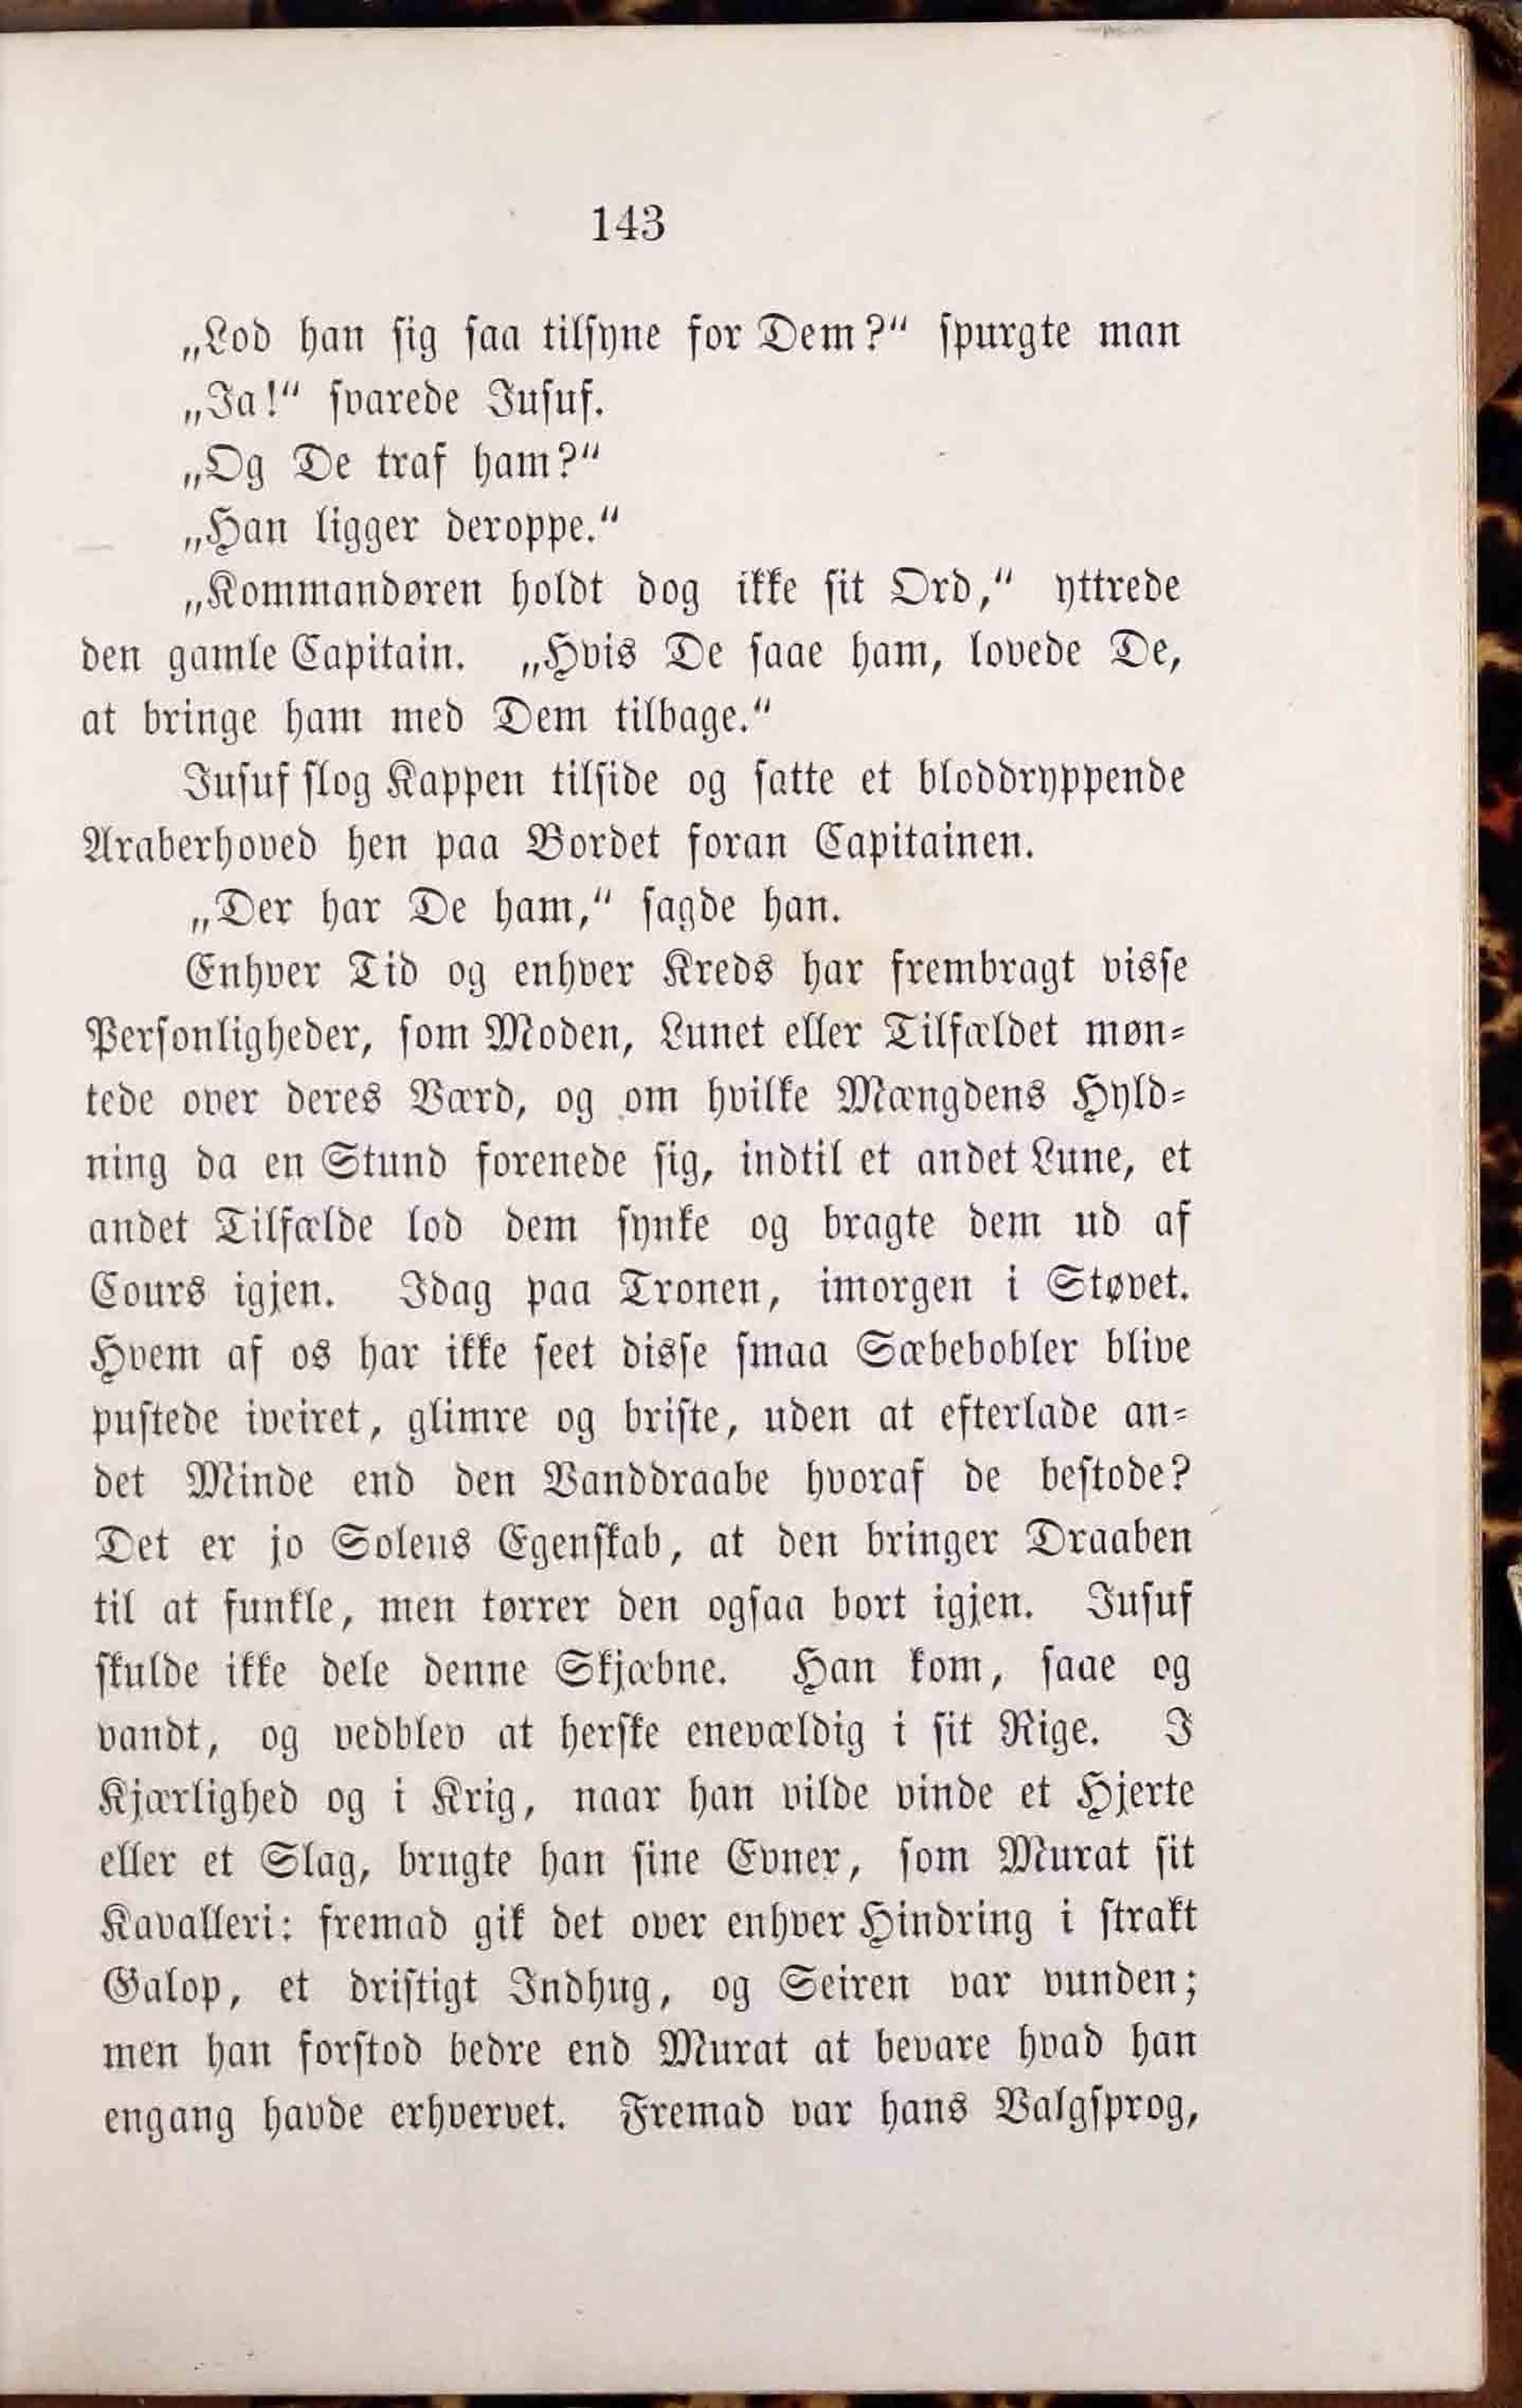 143
„Lod han sig saa tilsyne for Dem?“ spurgte man
„Ja!“ svarede Jusuf.
„Og De traf ham?“
„Han ligger deroppe.“
„Kommandøren holdt dog ikke sit Ord,“ yttrede
den gamle Capitain. „Hvis De saae ham, lovede De,
at bringe ham med Dem tilbage.“
Jusuf slog Kappen tilside og satte et bloddryppende
Araberhoved hen paa Bordet foran Capitainen.
„Der har De ham,“ sagde han.
Enhver Tid og enhver Kreds har frembragt visse
Personligheder, som Moden, Lunet eller Tilfældet møn-
tede over deres Værd, og om hvilke Mængdens Hyld-
ning da en Stund forenede sig, indtil et andet Lune, et
andet Tilfælde lod dem synke og bragte dem ud af
Cours igjen. Idag paa Tronen, imorgen i Støvet.
Hvem af os har ikke seet disse smaa Sæbebobler blive
pustede iveiret, glimre og briste, uden at efterlade an-
det Minde end den Vanddraabe hvoraf de bestode?
Det er jo Solens Egenskab, at den bringer Draaben
til at funkle, men tørrer den ogsaa bort igjen. Jusuf
skulde ikke dele denne Skjæbne. Han kom, saae og
vandt, og vedblev at herske enevældig i sit Rige. I
Kjærlighed og i Krig, naar han vilde vinde et Hjerte
eller et Slag, brugte han sine Evner, som Murat sit
Kavalleri: fremad gik det over enhver Hindring i strakt
Galop, et dristigt Indhug, og Seiren var vunden;
men han forstod bedre end Murat at bevare hvad han
engang havde erhvervet. Fremad var hans Valgsprog,